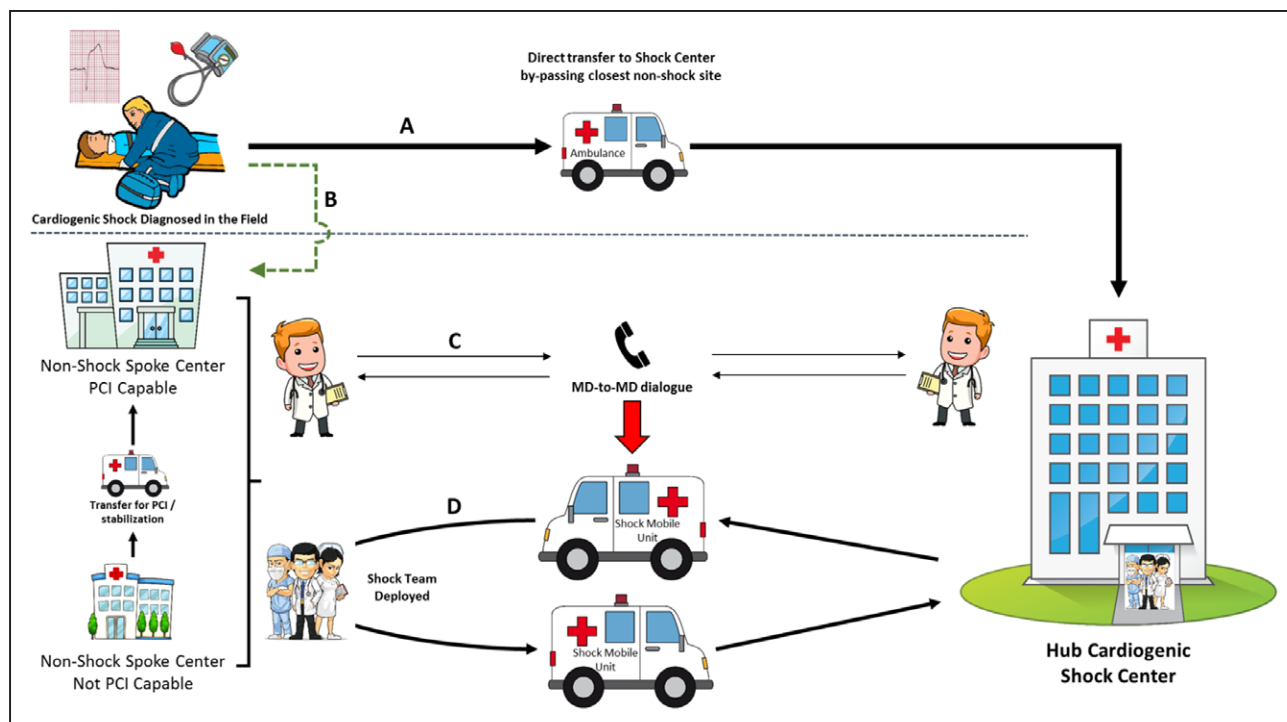 Direct transfer to Shock Center
by-passing closest non-shock site
A
Ambulance
B
Cardiogenic Shock Diagnosed in the Field
Non-Shock Spoke Center
PCI Capable
C
MD-to-MD dialogue
Transfer for PCI /
stabilization
D
Shock Mobile
Unit
Shock Team
Deployed
Shock Mobile
Unit
Non-Shock Spoke Center
Not PCI Capable
Hub Cardiogenic
Shock Center